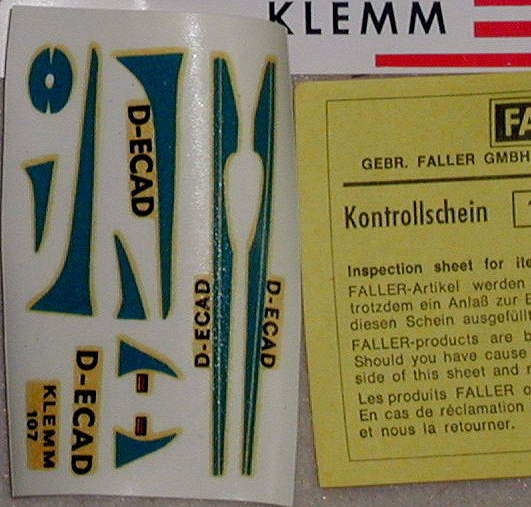 KLEMM
D-ECAD
D-ECAD
D-ECAD
D-ECAD
KLEMM
107
FA
GEBR. FALLER GMBH
Kontrollschein
Inspection sheet for ite
FALLER-Artikel werden
trotzdem ein Anlaß zur
diesen Schein ausgefüllt
FALLER-products are b
Should you have cause
side of this sheet and r
Les produits FALLER o
En cas de réclamation
et nous la retourner.